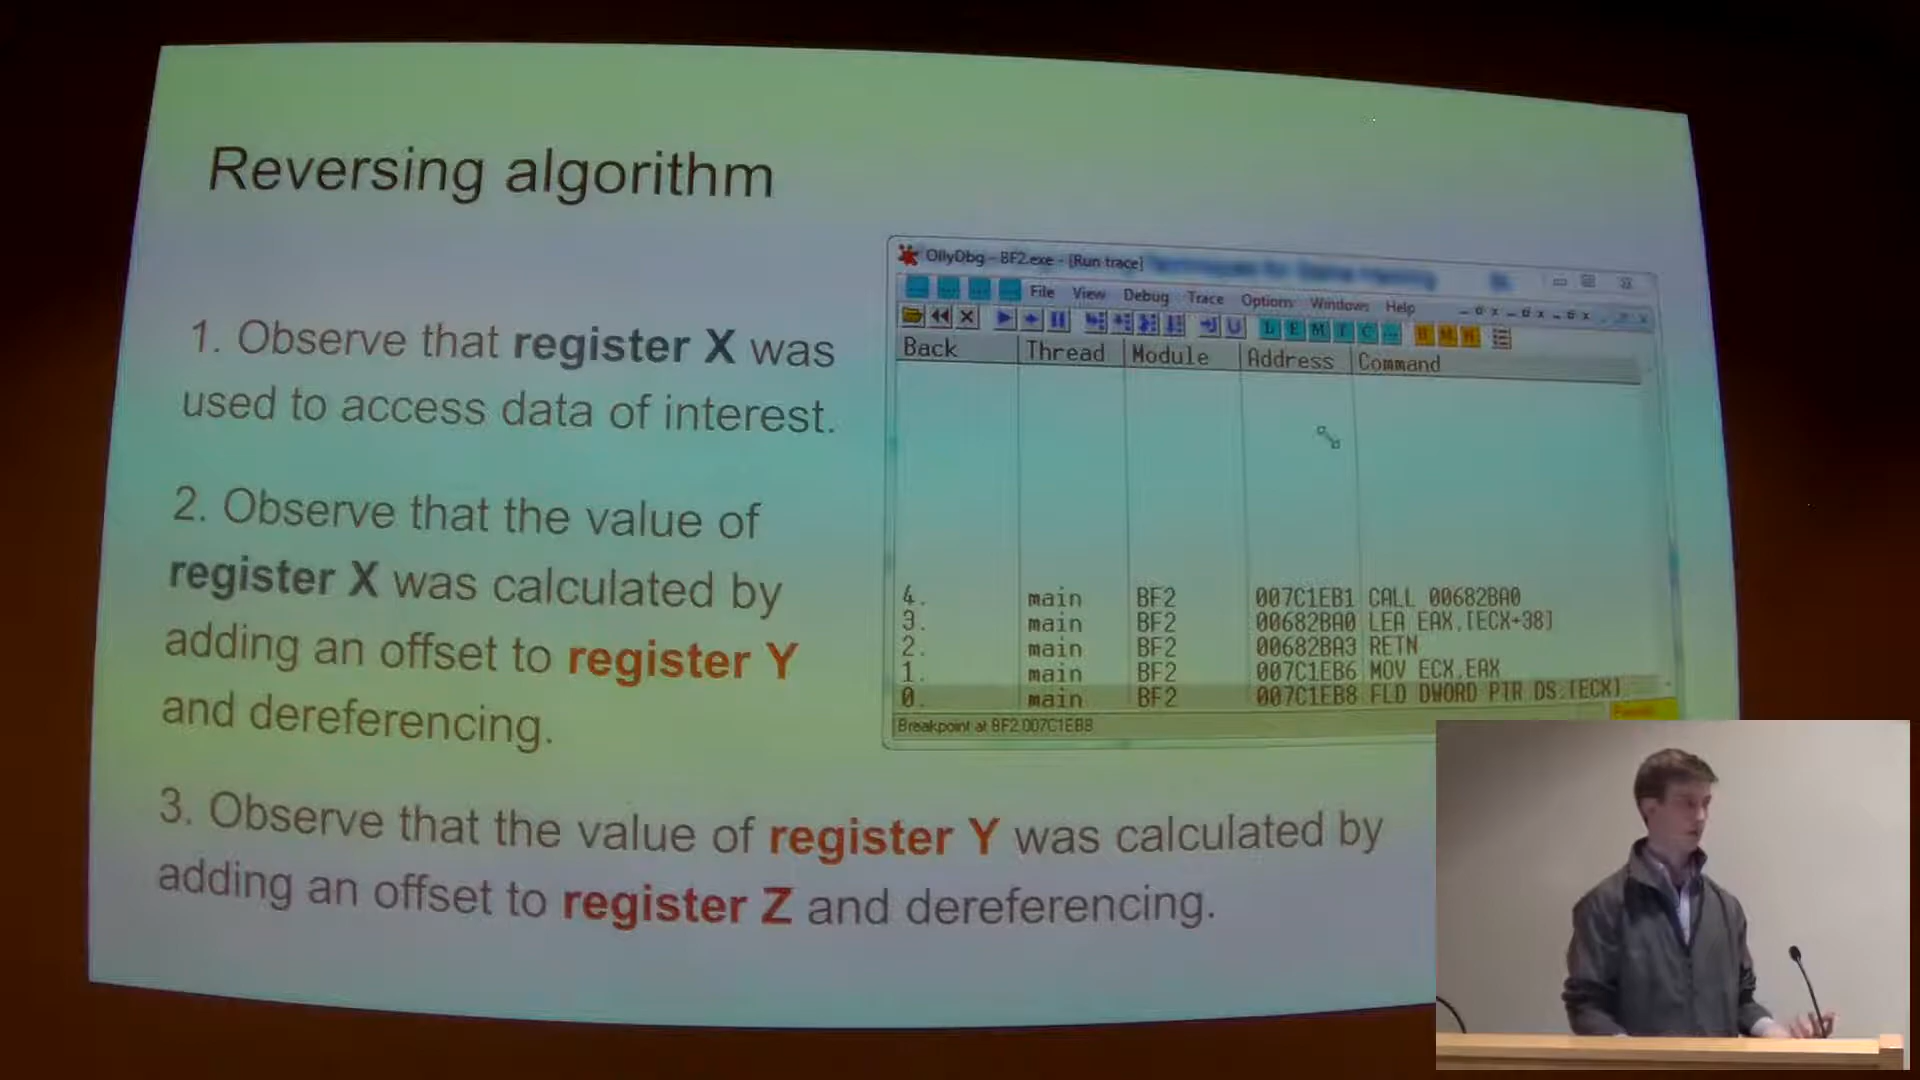 Reversing algorithm
1. Observe that register X was
used to access data of interest.
2. Observe that the value of
register X was calculated by
adding an offset to register Y
and dereferencing.
3. Observe that the value of register Y was calculated by
adding an offset to register Z and dereferencing.
OllyDbg - BF2.exe - [Run trace]
File View Debug Trace Options Windows Help
L E M T C ...
Back Thread Module Address Command
4. main BF2 007C1EB1 CALL 00682BA0
3. main BF2 00682BA0 LEA EAX,[ECX+38]
2. main BF2 00682BA3 RETN
1. main BF2 007C1EB6 MOV ECX,EAX
0. main BF2 007C1EB8 FLD DWORD PTR DS:[ECX]
Breakpoint at BF2.007C1EB8